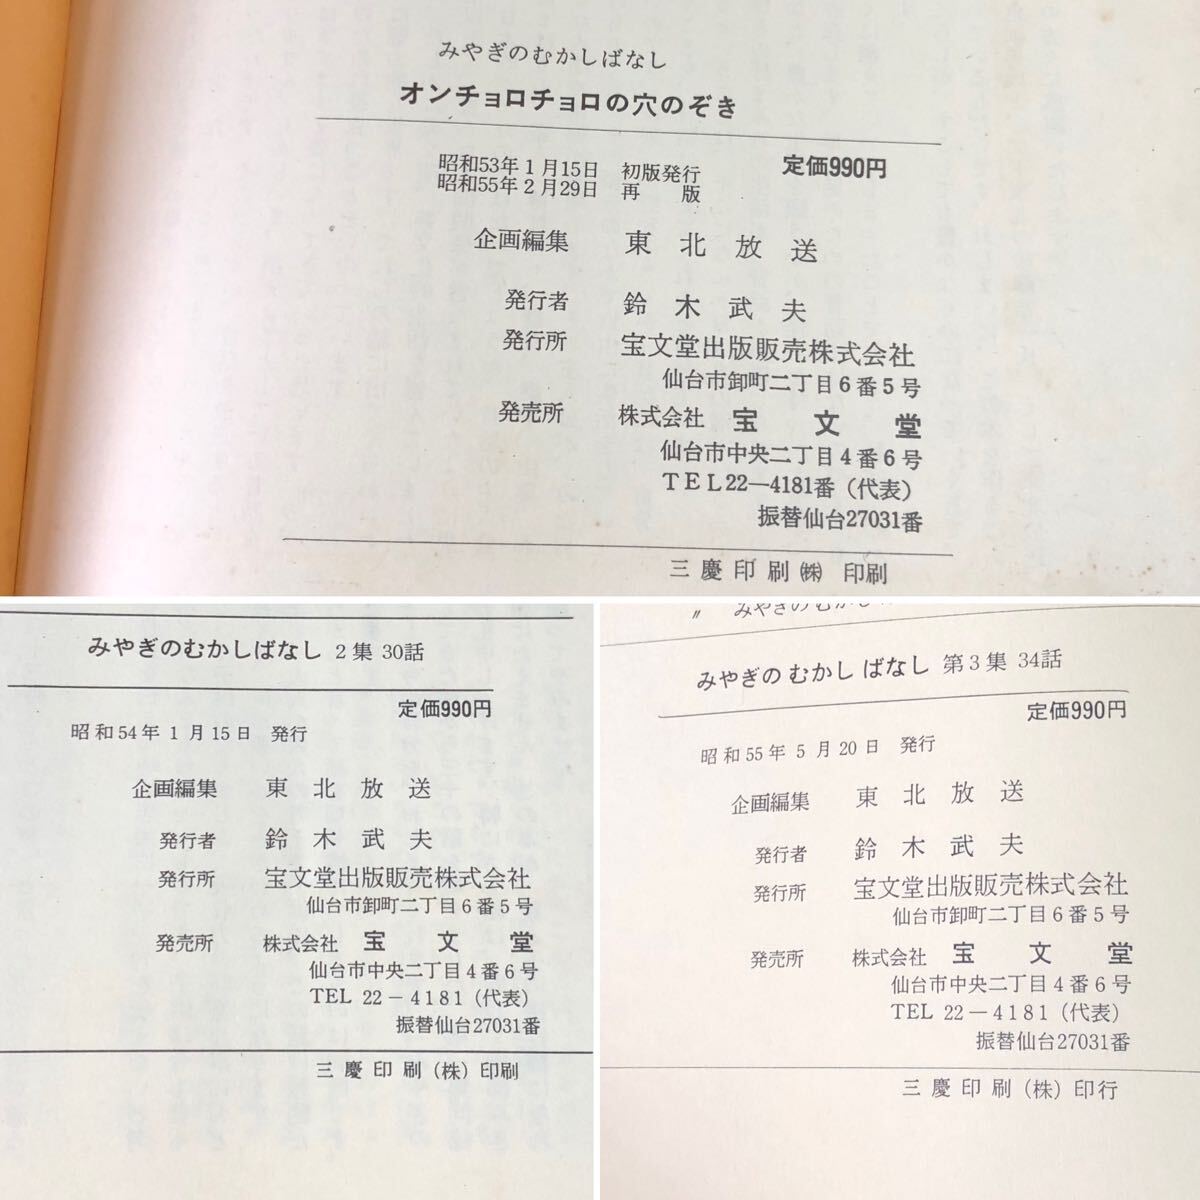 みやぎのむかしばなし
オンチョロチョロの穴のぞき
定価990円
昭和53年1月15日 初版発行
昭和55年2月29日 再版
企画編集 東北放送
発行者 鈴木武夫
発行所 宝文堂出版販売株式会社
仙台市卸町二丁目6番5号
発売所 株式会社 宝文堂
仙台市中央二丁目4番6号
TEL22―4181番（代表）
振替仙台27031番
三慶印刷㈱ 印刷
みやぎのむかしばなし 2集 30話
定価990円
昭和54年1月15日 発行
企画編集 東北放送
発行者 鈴木武夫
発行所 宝文堂出版販売株式会社
仙台市卸町二丁目6番5号
発売所 株式会社 宝文堂
仙台市中央二丁目4番6号
TEL 22－4181（代表）
振替仙台27031番
三慶印刷（株）印刷
〃 みやぎのむかし
みやぎの むかし ばなし 第3集 34話
定価990円
昭和55年5月20日 発行
企画編集 東北放送
発行者 鈴木武夫
発行所 宝文堂出版販売株式会社
仙台市卸町二丁目6番5号
発売所 株式会社 宝文堂
仙台市中央二丁目4番6号
TEL 22－4181（代表）
振替仙台27031番
三慶印刷（株）印行